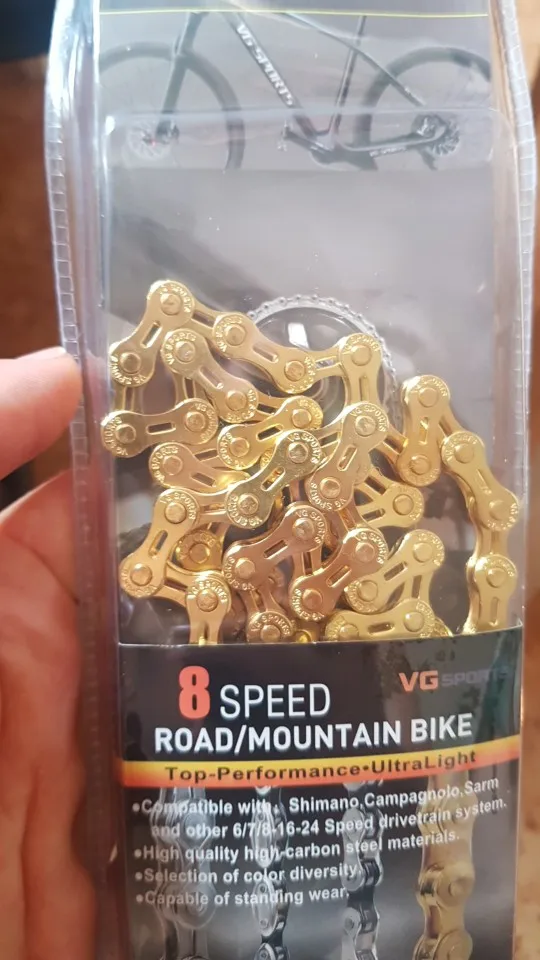 VG-SPORTS
8 SPEED
VG SPORTS
ROAD/MOUNTAIN BIKE
Top-Performance•UltraLight
•Compatible with: Shimano,Campagnolo,Sarm
and other 6/7/8-16-24 Speed drivetrain system.
•High quality high-carbon steel materials.
•Selection of color diversity.
•Capable of standing wear.